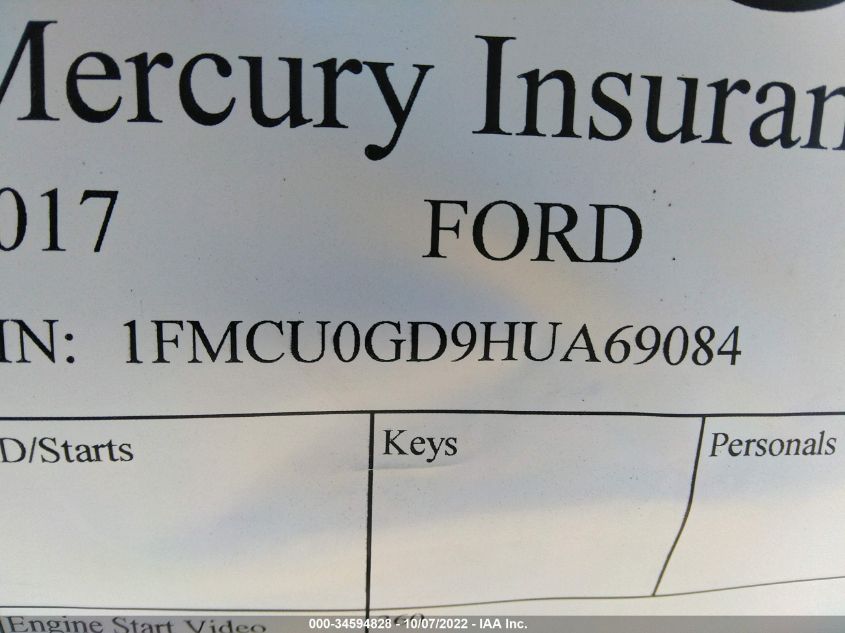 Mercury Insuran
017 FORD
IN: 1FMCU0GD9HUA69084
D/Starts Keys Personals
Engine Start Video 360
000-34594828 - 10/07/2022 - IAA Inc.